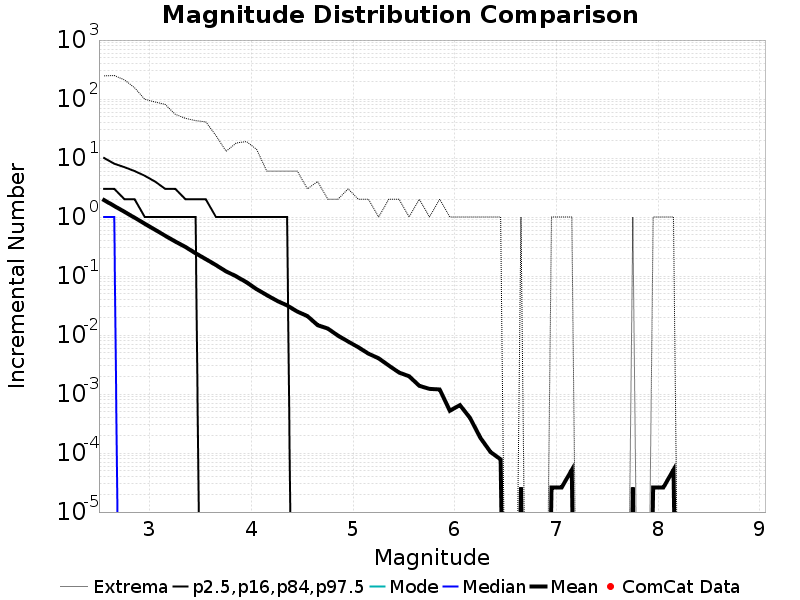 Magnitude Distribution Comparison
Incremental Number
10^3
10^2
10^1
10^0
10^-1
10^-2
10^-3
10^-4
10^-5
3 4 5 6 7 8 9
Magnitude
Extrema p2.5,p16,p84,p97.5 Mode Median Mean ComCat Data